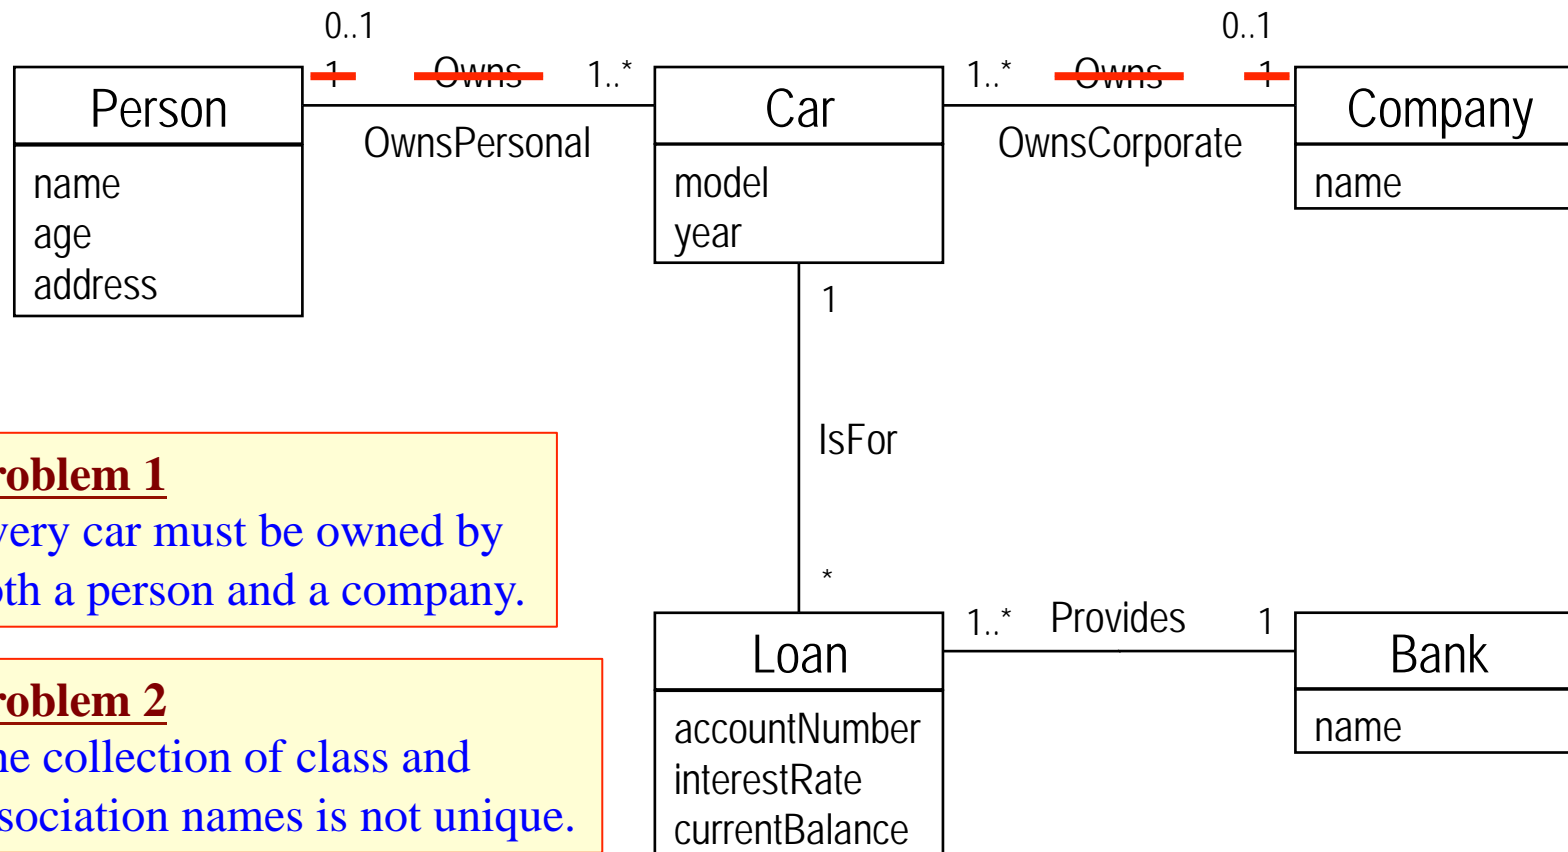 0..1
0..1
1 Owns 1..*
1..* Owns 1
Person
Car
Company
OwnsPersonal
OwnsCorporate
name
age
address
model
year
name
1
IsFor
*
roblem 1
very car must be owned by
oth a person and a company.
1..* Provides 1
Loan
Bank
roblem 2
he collection of class and
sociation names is not unique.
accountNumber
interestRate
currentBalance
name